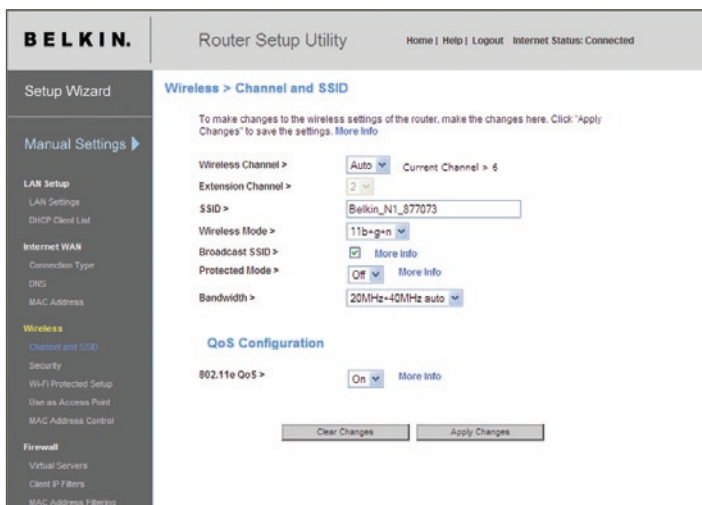 BELKIN.
Router Setup Utility
Home | Help | Logout Internet Status: Connected
Setup Wizard
Manual Settings
LAN Setup
LAN Settings
DHCP Client List
Internet WAN
Connection Type
DNS
MAC Address
Wireless
Channel and SSID
Security
Wi-Fi Protected Setup
Use as Access Point
MAC Address Control
Firewall
Virtual Servers
Client IP Filters
MAC Address Filtering
Wireless > Channel and SSID
To make changes to the wireless settings of the router, make the changes here. Click "Apply
Changes" to save the settings. More Info
Wireless Channel > Auto Current Channel > 6
Extension Channel > 2
SSID > Belkin_N1_877073
Wireless Mode > 11b+g+n
Broadcast SSID > More Info
Protected Mode > Off More Info
Bandwidth > 20MHz+40MHz auto
QoS Configuration
802.11e QoS > On More Info
Clear Changes Apply Changes